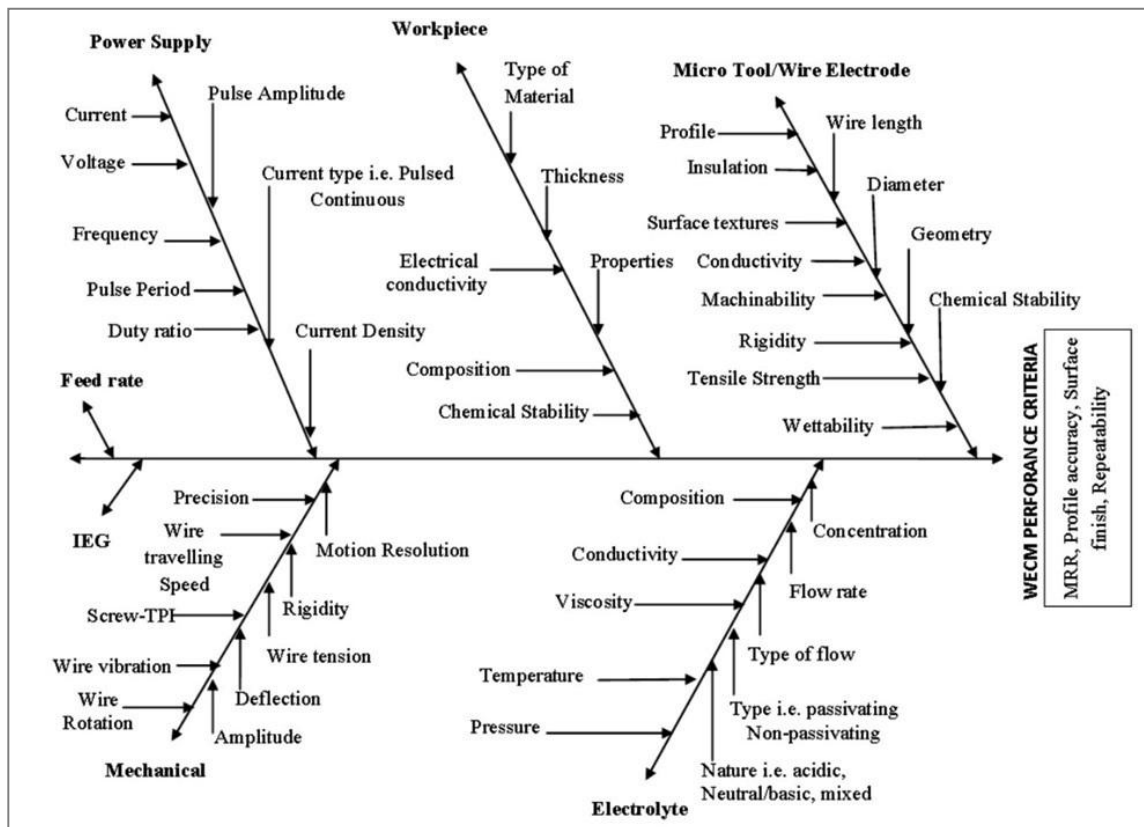 Power Supply
Current
Voltage
Frequency
Pulse Period
Duty ratio
Pulse Amplitude
Current type i.e. Pulsed
Continuous
Current Density
Workpiece
Type of
Material
Thickness
Electrical
conductivity
Properties
Composition
Chemical Stability
Micro Tool/Wire Electrode
Profile
Insulation
Surface textures
Conductivity
Machinability
Rigidity
Tensile Strength
Wettability
Wire length
Diameter
Geometry
Chemical Stability
Feed rate
IEG
Precision
Wire
travelling
Speed
Screw-TPI
Wire vibration
Wire
Rotation
Motion Resolution
Rigidity
Wire tension
Deflection
Amplitude
Mechanical
Composition
Conductivity
Viscosity
Temperature
Pressure
Concentration
Flow rate
Type of flow
Type i.e. passivating
Non-passivating
Nature i.e. acidic,
Neutral/basic, mixed
Electrolyte
WECM PERFORANCE CRITERIA
MRR, Profile accuracy, Surface
finish, Repeatability